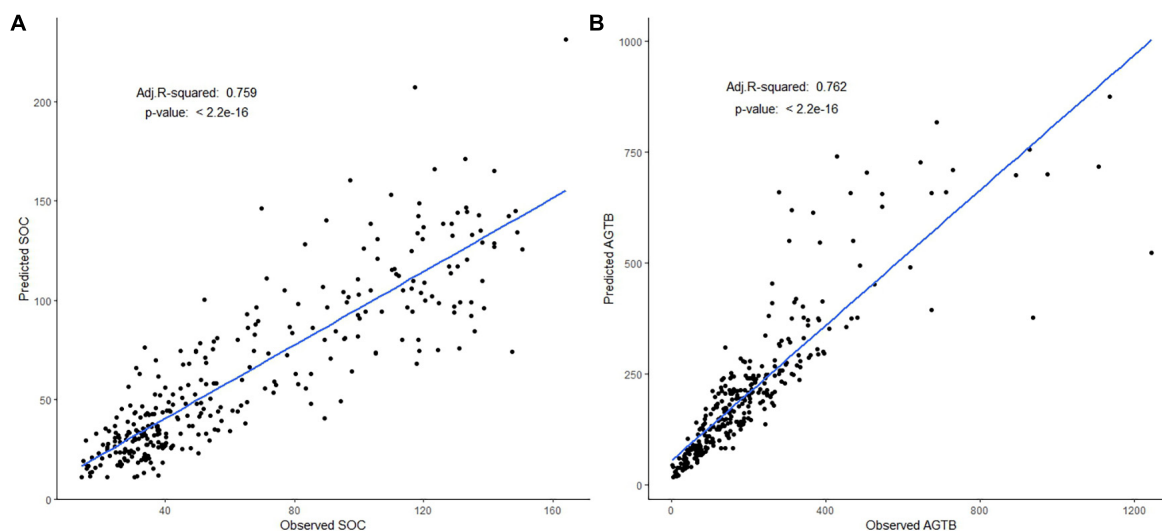 A
Adj.R-squared: 0.759
p-value: < 2.2e-16
Predicted SOC
200
150
100
50
0
40
80
120
160
Observed SOC
B
Adj.R-squared: 0.762
p-value: < 2.2e-16
Predicted AGTB
1000
750
500
250
0
0
400
800
1200
Observed AGTB